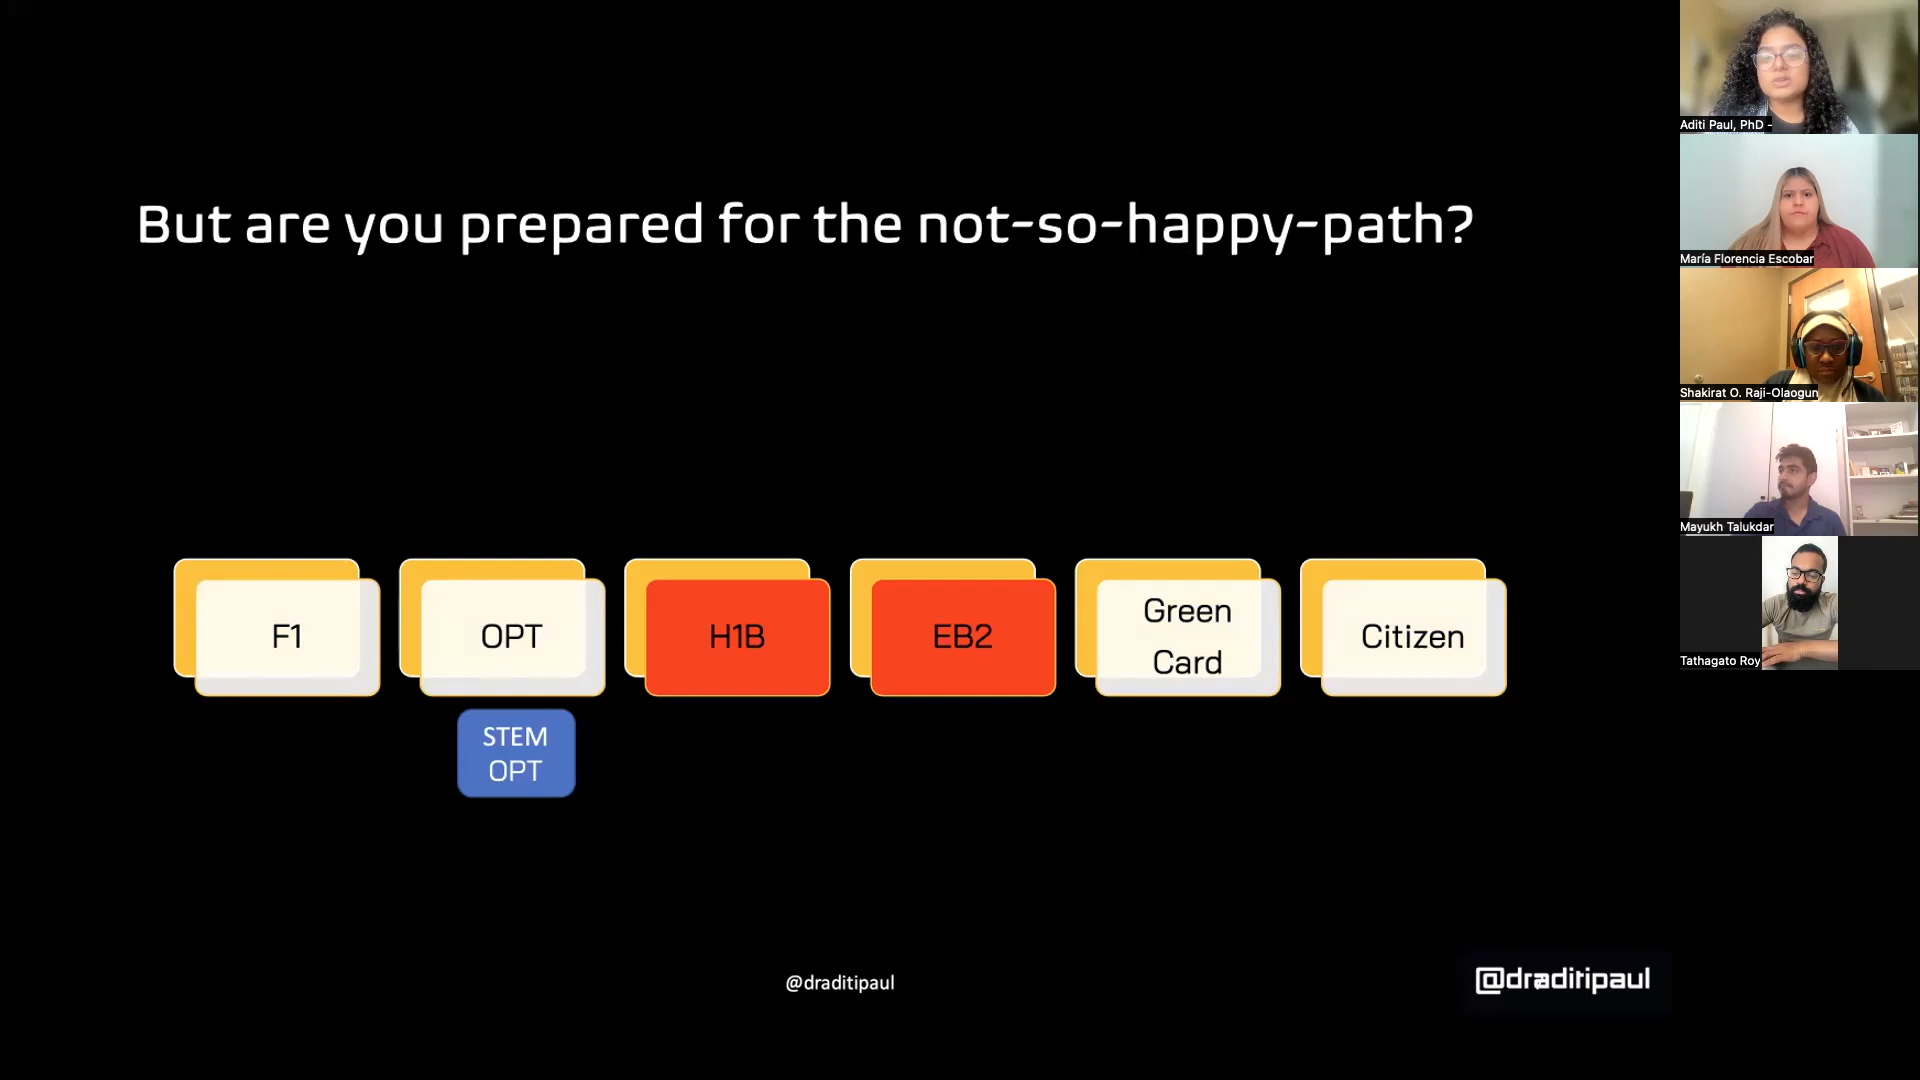 But are you prepared for the not-so-happy-path?
F1
OPT
H1B
EB2
Green
Card
Citizen
STEM
OPT
@draditipaul
@draditipaul
Aditi Paul, PhD -
María Florencia Escobar
Shakirat O. Raji-Olaogun
Mayukh Talukdar
Tathagato Roy